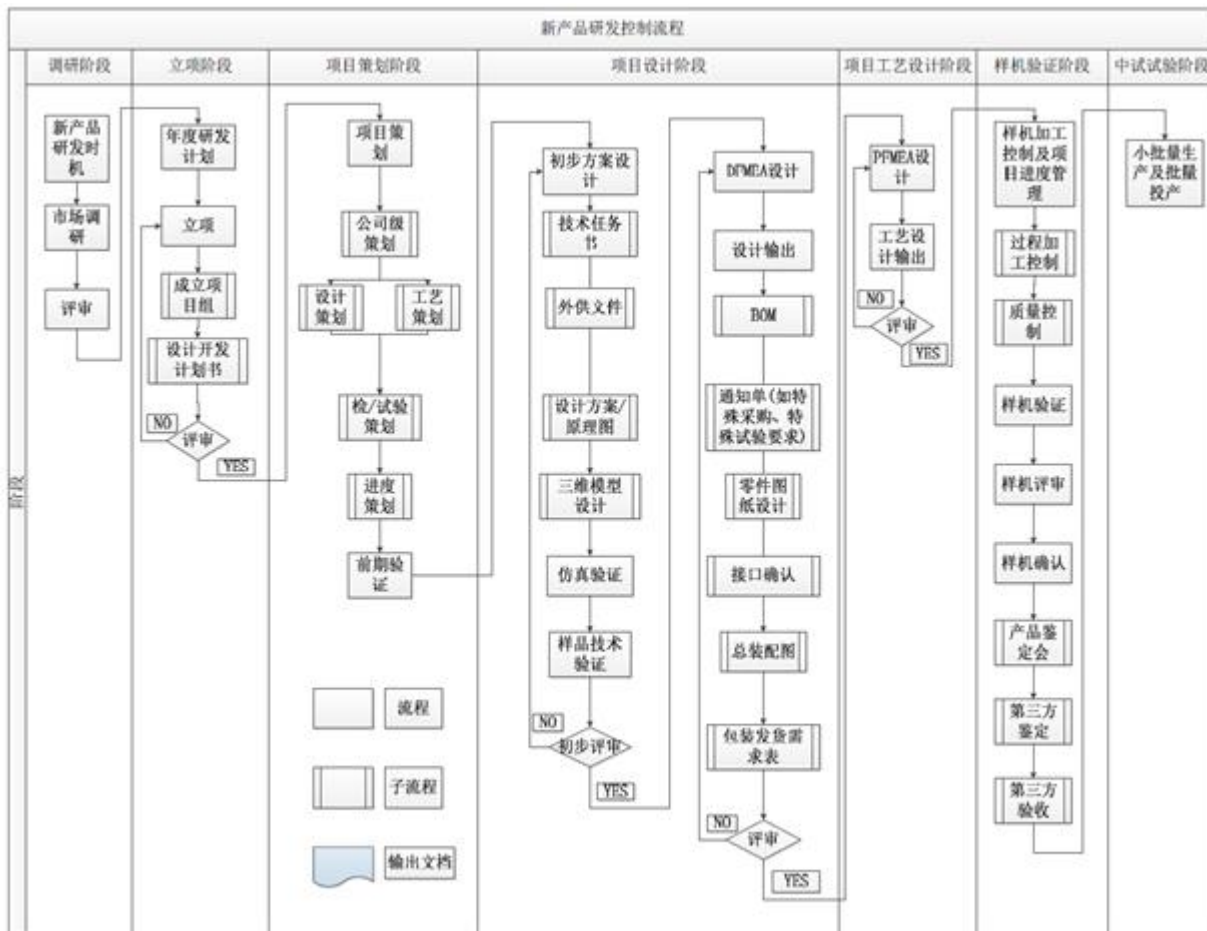 新产品研发控制流程
阶段
调研阶段
新产品
研发时
机
市场调
研
评审
立项阶段
年度研发
计划
立项
成立项
目组
设计开发
计划书
NO
评审
YES
项目策划阶段
项目策
划
公司级
策划
设计
策划
工艺
策划
检/试验
策划
进度
策划
前期验
证
流程
子流程
输出文档
项目设计阶段
初步方案设
计
技术任务
书
外供文件
设计方案/
原理图
三维模型
设计
仿真验证
样品技术
验证
NO
初步评审
YES
DFMEA设计
设计输出
BOM
通知单(如特
殊采购、特
殊试验要求)
零件图
纸设计
接口确认
总装配图
包装发货需
求表
NO
评审
YES
项目工艺设计阶段
PFMEA设
计
工艺设
计输出
NO
评审
YES
样机验证阶段
样机加工
控制及项
目进度管
理
过程加
工控制
质量控
制
样机验证
样机评审
样机确认
产品鉴
定会
第三方
鉴定
第三方
验收
中试试验阶段
小批量生
产及批量
投产